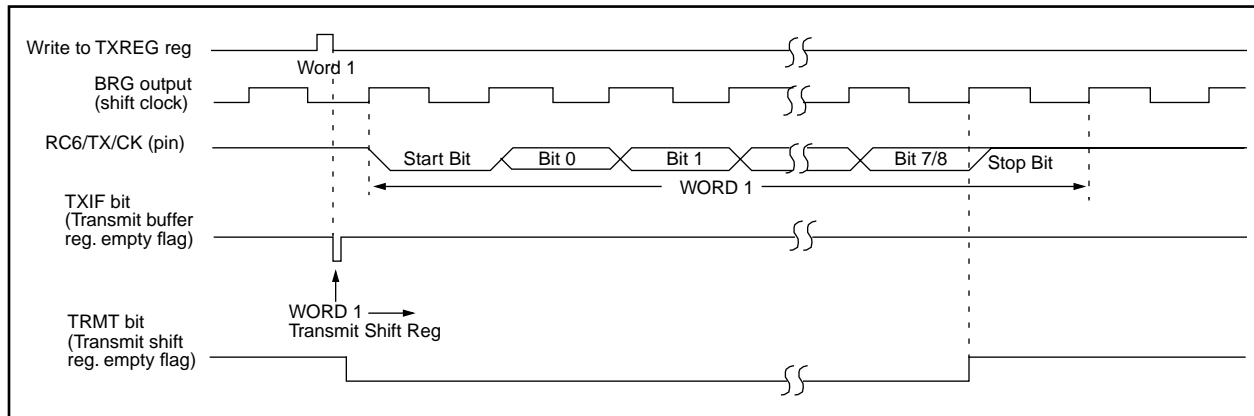 Write to TXREG reg
Word 1
BRG output
(shift clock)
RC6/TX/CK (pin)
Start Bit
Bit 0
Bit 1
Bit 7/8
Stop Bit
WORD 1
TXIF bit
(Transmit buffer
reg. empty flag)
WORD 1
Transmit Shift Reg
TRMT bit
(Transmit shift
reg. empty flag)